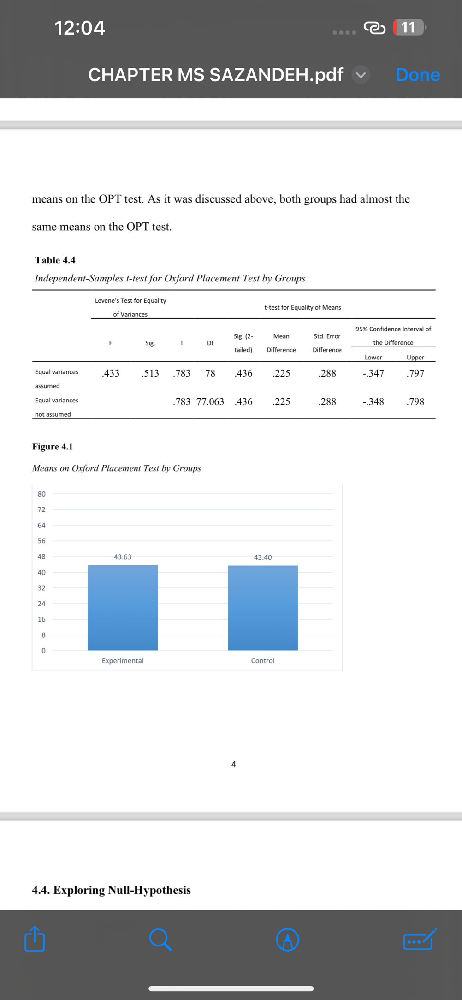 12:04
11
CHAPTER MS SAZANDEH.pdf
Done
means on the OPT test. As it was discussed above, both groups had almost the
same means on the OPT test.
Table 4.4
Independent-Samples t-test for Oxford Placement Test by Groups
Levene's Test for Equality
of Variances
t-test for Equality of Means
F
Sig.
T
Df
Sig. (2-
tailed)
Mean
Difference
Std. Error
Difference
95% Confidence Interval of
the Difference
Lower
Upper
Equal variances
assumed
.433 .513 .783 78 .436 .225 .288 -.347 .797
Equal variances
not assumed
.783 77.063 .436 .225 .288 -.348 .798
Figure 4.1
Means on Oxford Placement Test by Groups
80
72
64
56
48
40
32
24
16
8
0
43.63
43.40
Experimental
Control
4
4.4. Exploring Null-Hypothesis